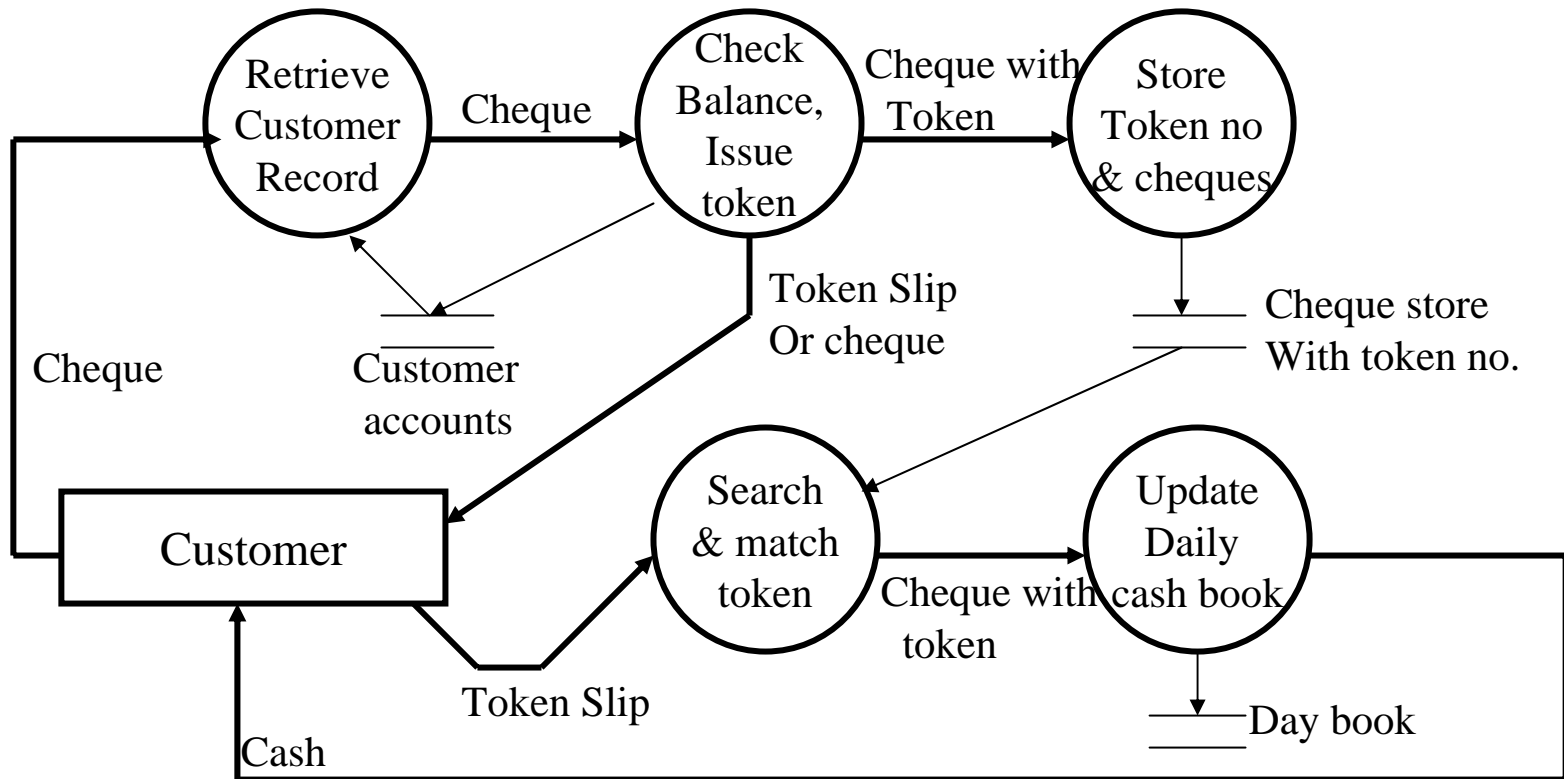 Retrieve
Customer
Record
Cheque
Check
Balance,
Issue
token
Cheque with
Token
Store
Token no
& cheques
Token Slip
Or cheque
Cheque store
With token no.
Cheque
Customer
accounts
Customer
Search
& match
token
Cheque with
token
Update
Daily
cash book
Token Slip
Day book
Cash